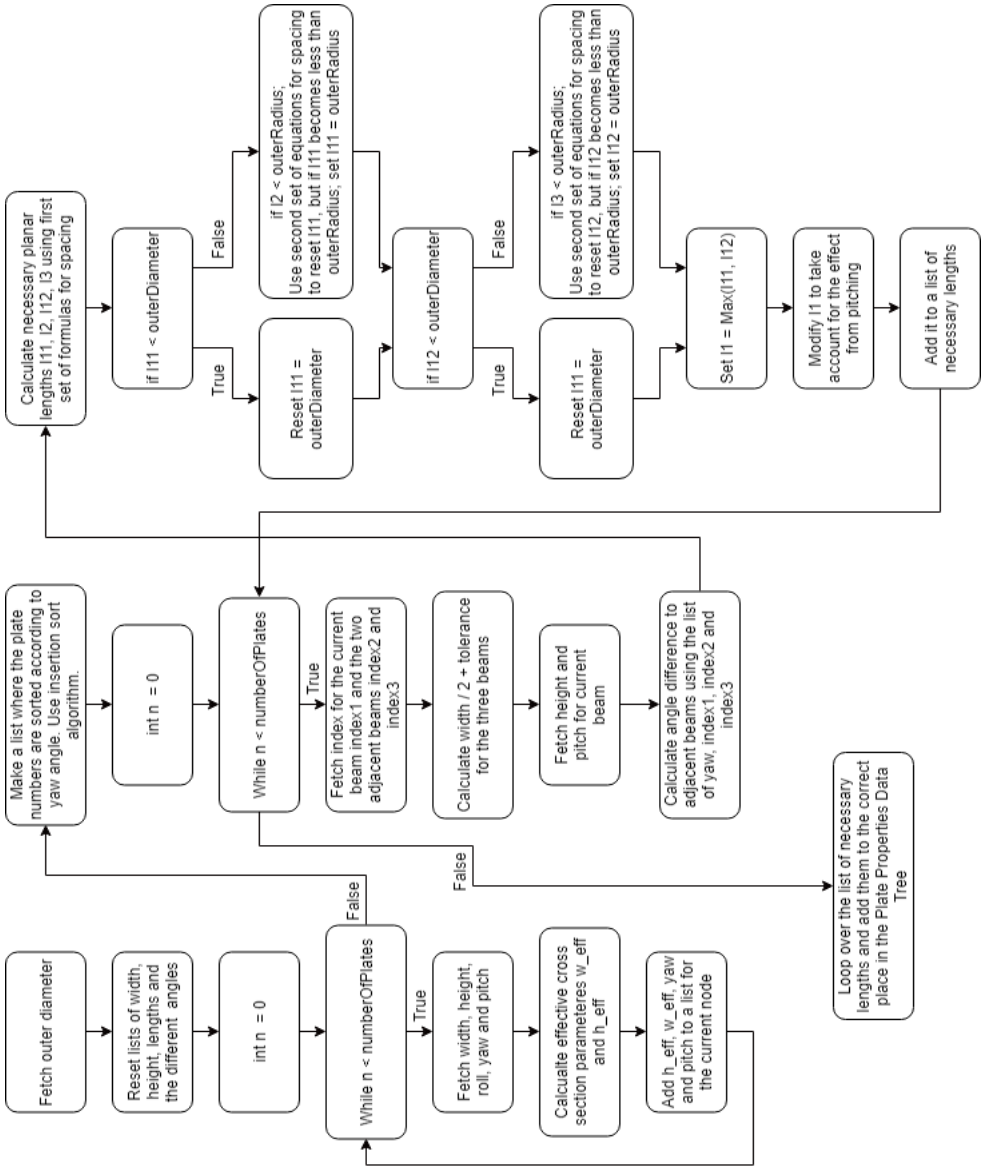 Fetch outer diameter
Reset lists of width,
height, lengths and
the different angles
int n = 0
While n < numberOfPlates
False
True
Fetch width, height,
roll, yaw and pitch
Calcualte effective cross
section parameteres w_eff
and h_eff
Add h_eff, w_eff, yaw
and pitch to a list for
the current node
Make a list where the plate
numbers are sorted according to
yaw angle. Use insertion sort
algorithm.
int n = 0
While n < numberOfPlates
True
False
Fetch index for the current
beam index1 and the two
adjacent beams index2 and
index3
Calculate width / 2 + tolerance
for the three beams
Fetch height and
pitch for current
beam
Calculate angle difference to
adjacent beams using the list
of yaw, index1, index2 and
index3
Loop over the list of necessary
lengths and add them to the correct
place in the Plate Properties Data
Tree
Calculate necessary planar
lengths l11, l2, l12, l3 using first
set of formulas for spacing
if l11 < outerDiameter
True
False
Reset l11 =
outerDiameter
if l2 < outerRadius;
Use second set of equations for spacing
to reset l11, but if l11 becomes less than
outerRadius; set l11 = outerRadius
if l12 < outerDiameter
True
False
Reset l11 =
outerDiameter
if l3 < outerRadius;
Use second set of equations for spacing
to reset l12, but if l12 becomes less than
outerRadius; set l12 = outerRadius
Set l1 = Max(l11, l12)
Modify l1 to take
account for the effect
from pitching
Add it to a list of
necessary lengths